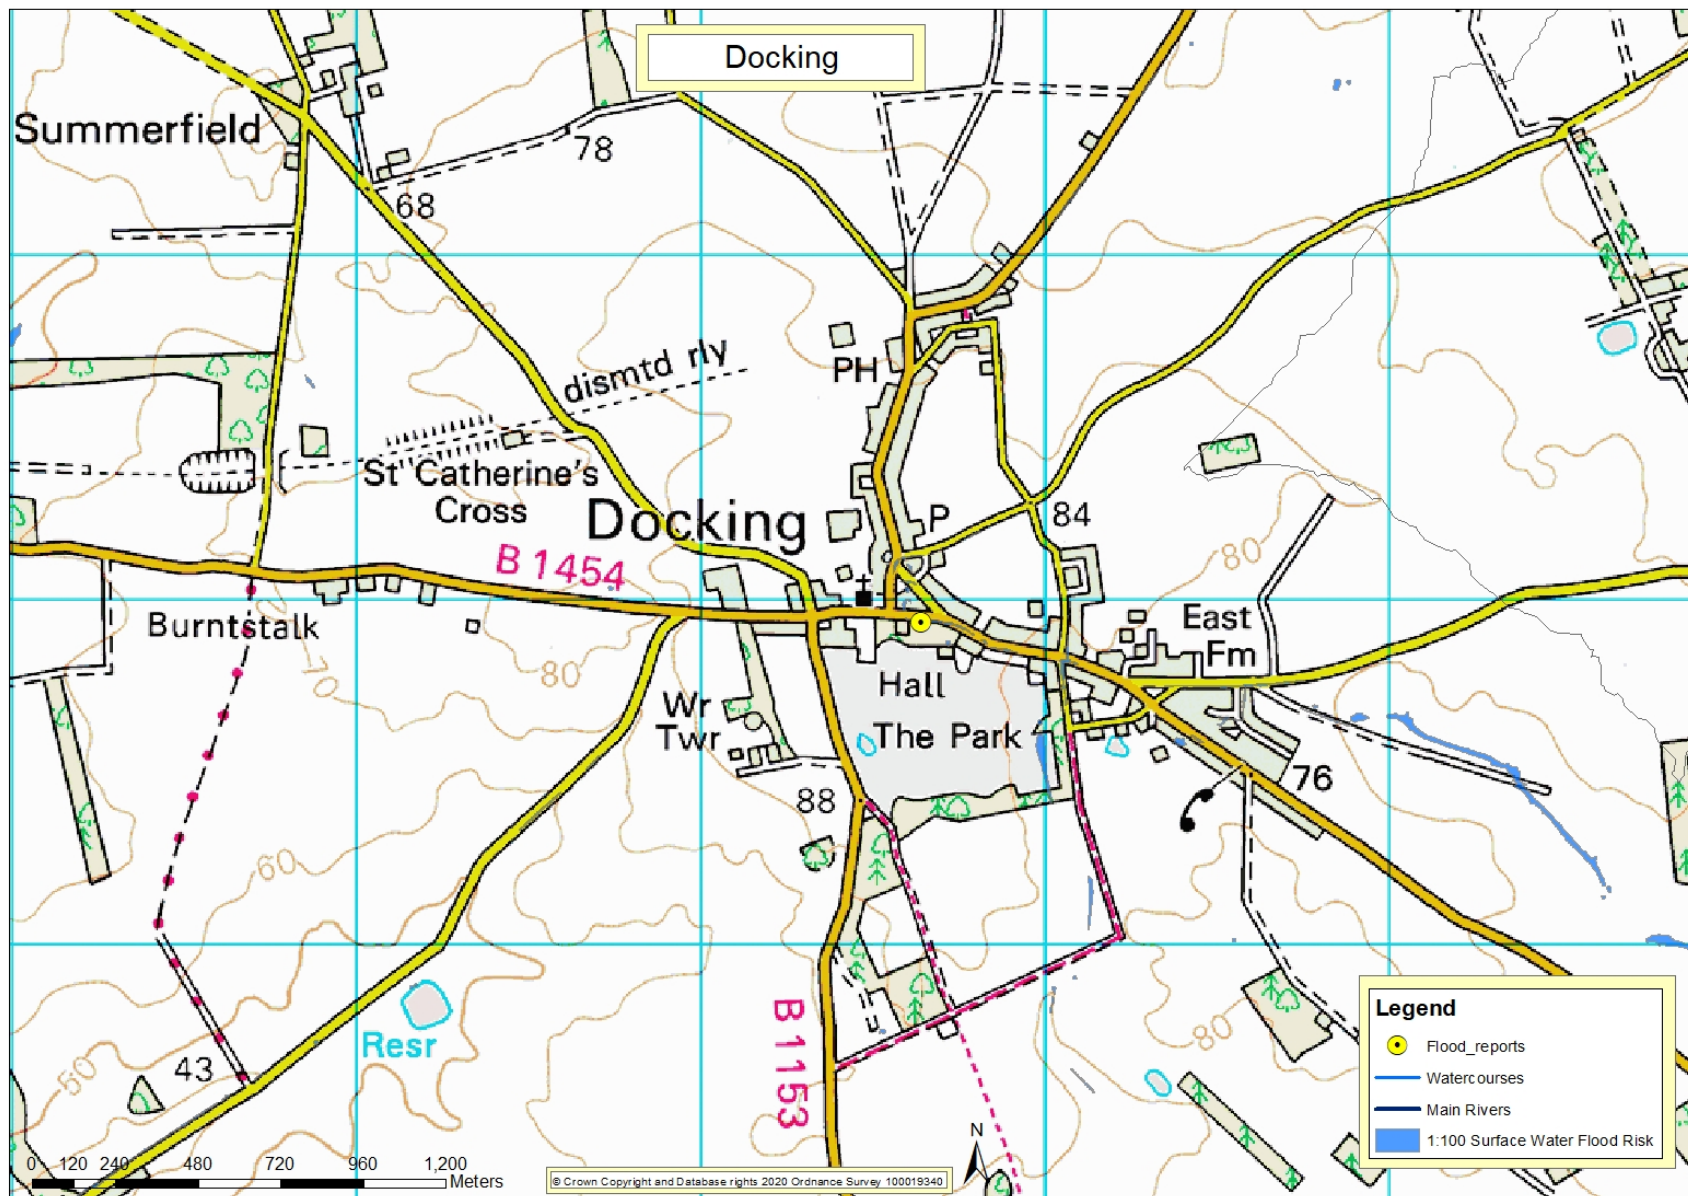 Docking
Summerfield
78
68
dismtd rly
PH
St Catherine's
Cross
Docking
P
84
80
B 1454
Burntstalk
East
Fm
70
80
Hall
Wr
Twr
The Park
76
88
60
B 1153
80
Resr
50
43
Legend
Flood_reports
Watercourses
Main Rivers
1:100 Surface Water Flood Risk
N
0 120 240 480 720 960 1,200
Meters
© Crown Copyright and Database rights 2020 Ordnance Survey 100019340